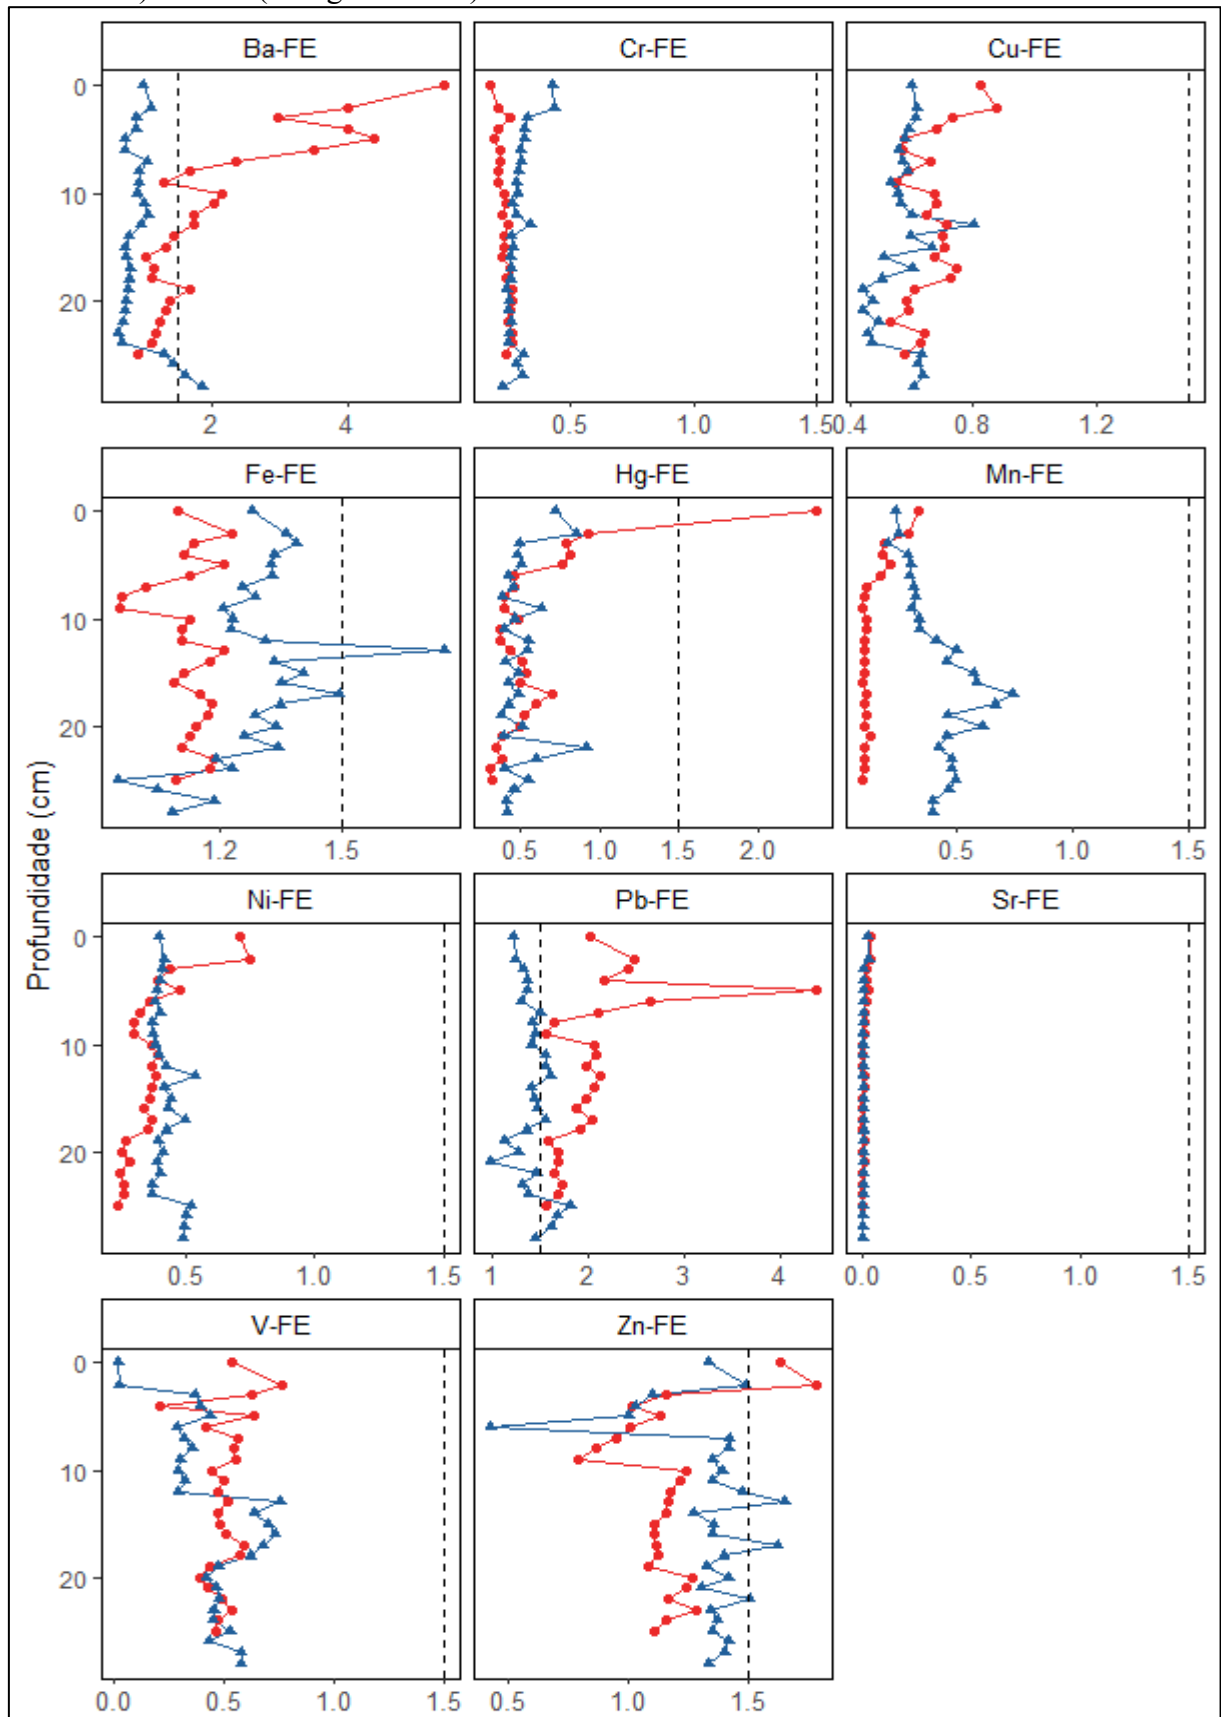 Ba-FE Cr-FE Cu-FE
0
10
20
2 4 0.5 1.0 1.5 0.4 0.8 1.2
Fe-FE Hg-FE Mn-FE
0
10
20
1.2 1.5 0.5 1.0 1.5 2.0 0.5 1.0 1.5
Profundidade (cm)
Ni-FE Pb-FE Sr-FE
0
10
20
0.5 1.0 1.5 1 2 3 4 0.0 0.5 1.0 1.5
V-FE Zn-FE
0
10
20
0.0 0.5 1.0 1.5 0.5 1.0 1.5